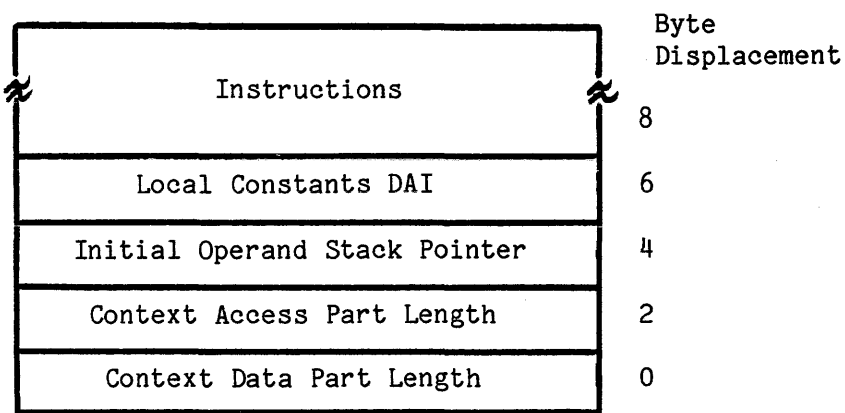 Byte
Displacement
Instructions
8
Local Constants DAI 6
Initial Operand Stack Pointer 4
Context Access Part Length 2
Context Data Part Length 0